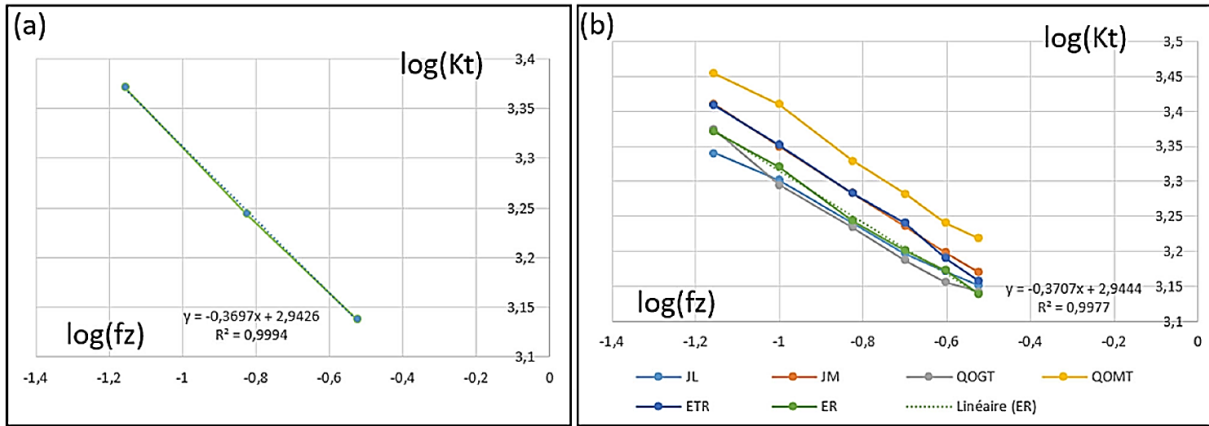 (a)
log(Kt)
3,4
3,35
3,3
3,25
3,2
3,15
3,1
log(fz)
y = -0,3697x + 2,9426
R² = 0,9994
-1,4 -1,2 -1 -0,8 -0,6 -0,4 -0,2 0
(b)
log(Kt)
3,5
3,45
3,4
3,35
3,3
3,25
3,2
3,15
3,1
log(fz)
y = -0,3707x + 2,9444
R² = 0,9977
-1,4 -1,2 -1 -0,8 -0,6 -0,4 -0,2 0
JL JM QOGT QOMT
ETR ER Linéaire (ER)